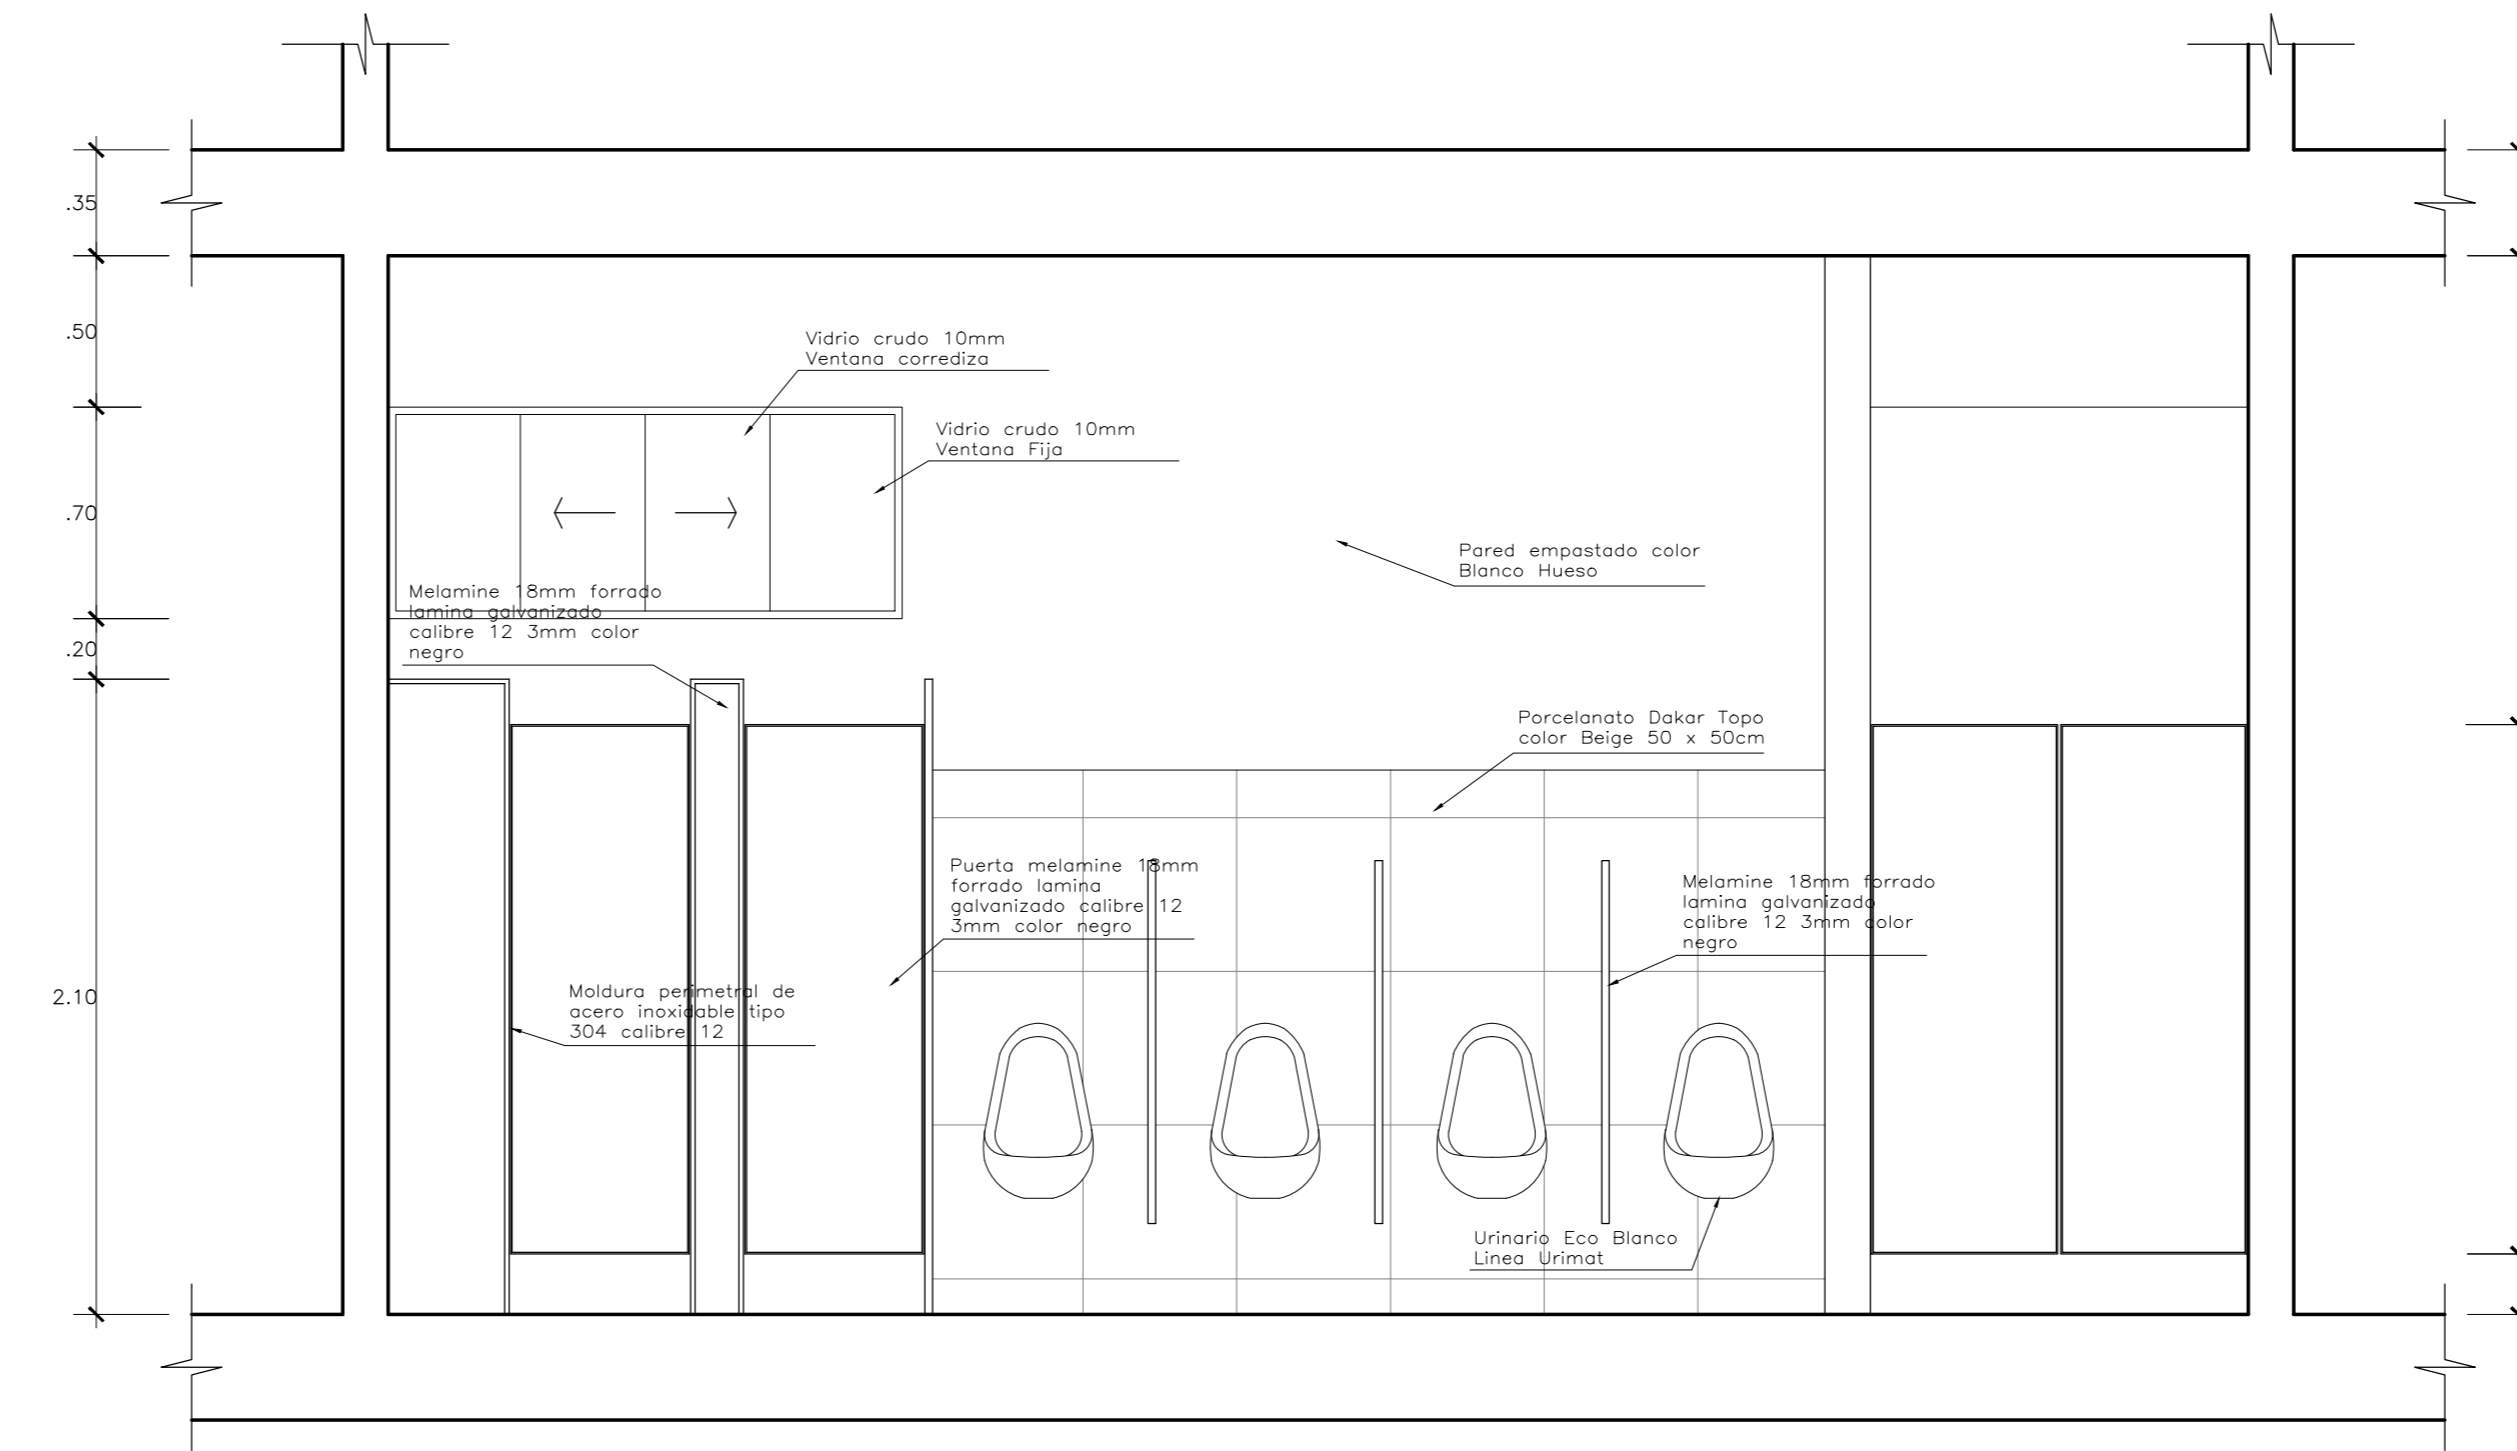 .35
.50
.70
.20
2.10
Vidrio crudo 10mm
Ventana corrediza
Vidrio crudo 10mm
Ventana Fija
Pared empastado color
Blanco Hueso
Melamine 18mm forrado
lamina galvanizado
calibre 12 3mm color
negro
Porcelanato Dakar Topo
color Beige 50 x 50cm
Puerta melamine 18mm
forrado lamina
galvanizado calibre 12
3mm color negro
Melamine 18mm forrado
lamina galvanizado
calibre 12 3mm color
negro
Moldura perimetral de
acero inoxidable tipo
304 calibre 12
Urinario Eco Blanco
Linea Urimat